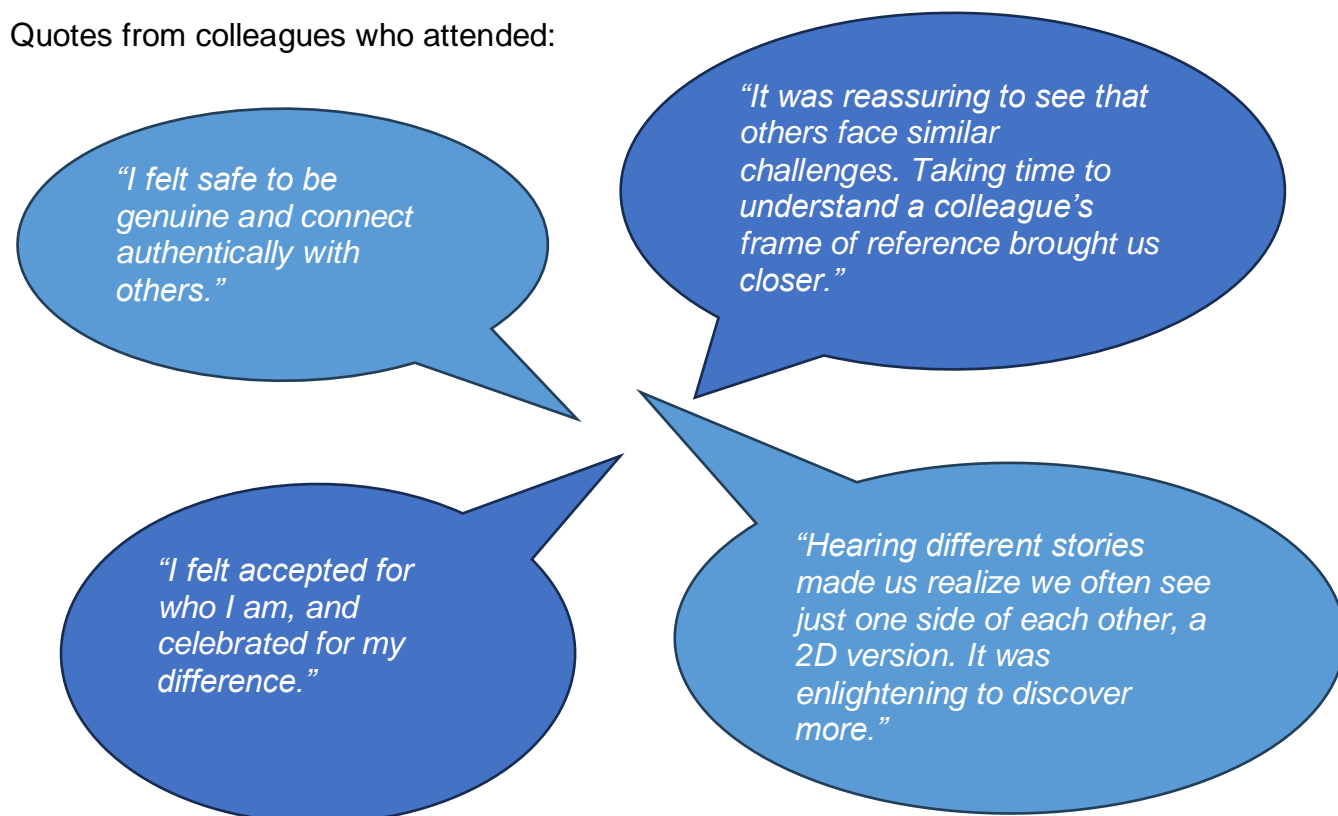 Quotes from colleagues who attended:
“I felt safe to be
genuine and connect
authentically with
others.”
“It was reassuring to see that
others face similar
challenges. Taking time to
understand a colleague’s
frame of reference brought us
closer.”
“I felt accepted for
who I am, and
celebrated for my
difference.”
“Hearing different stories
made us realize we often see
just one side of each other, a
2D version. It was
enlightening to discover
more.”